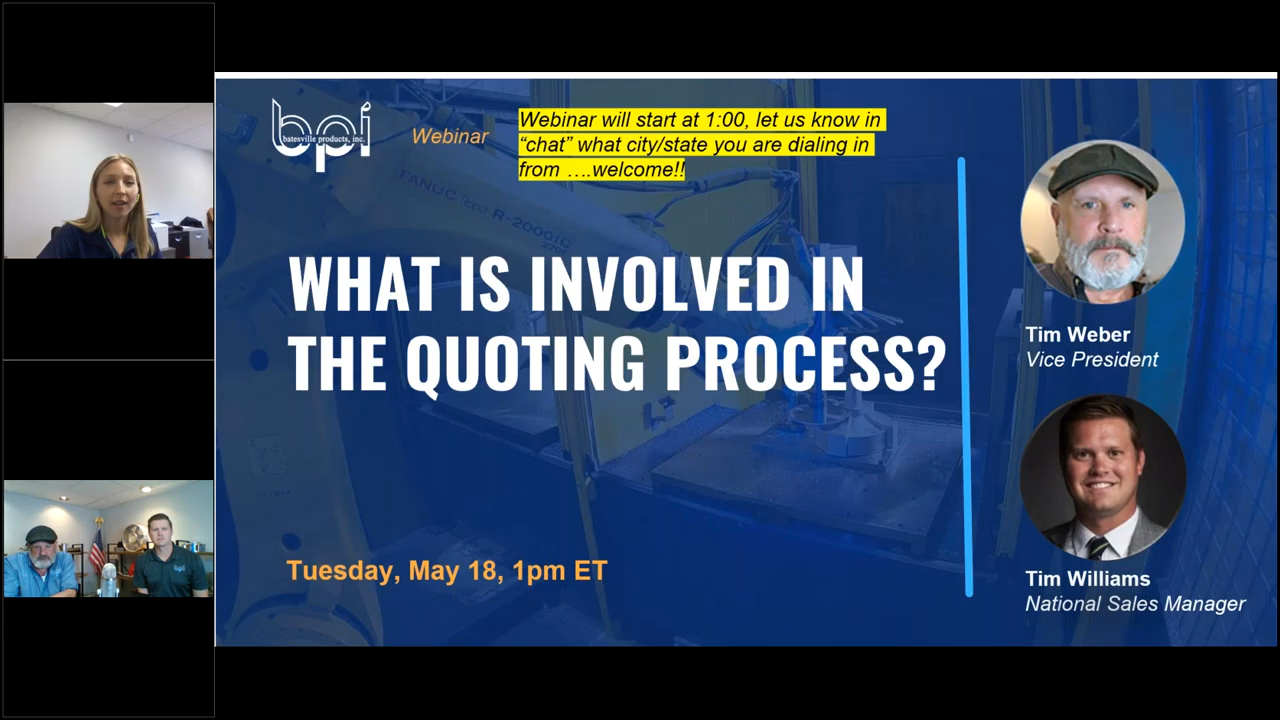 bpi
batesville products, inc.
Webinar
Webinar will start at 1:00, let us know in
“chat” what city/state you are dialing in
from ….welcome!!
FANUC Robot R-2000iC
WHAT IS INVOLVED IN
THE QUOTING PROCESS?
Tuesday, May 18, 1pm ET
Tim Weber
Vice President
Tim Williams
National Sales Manager